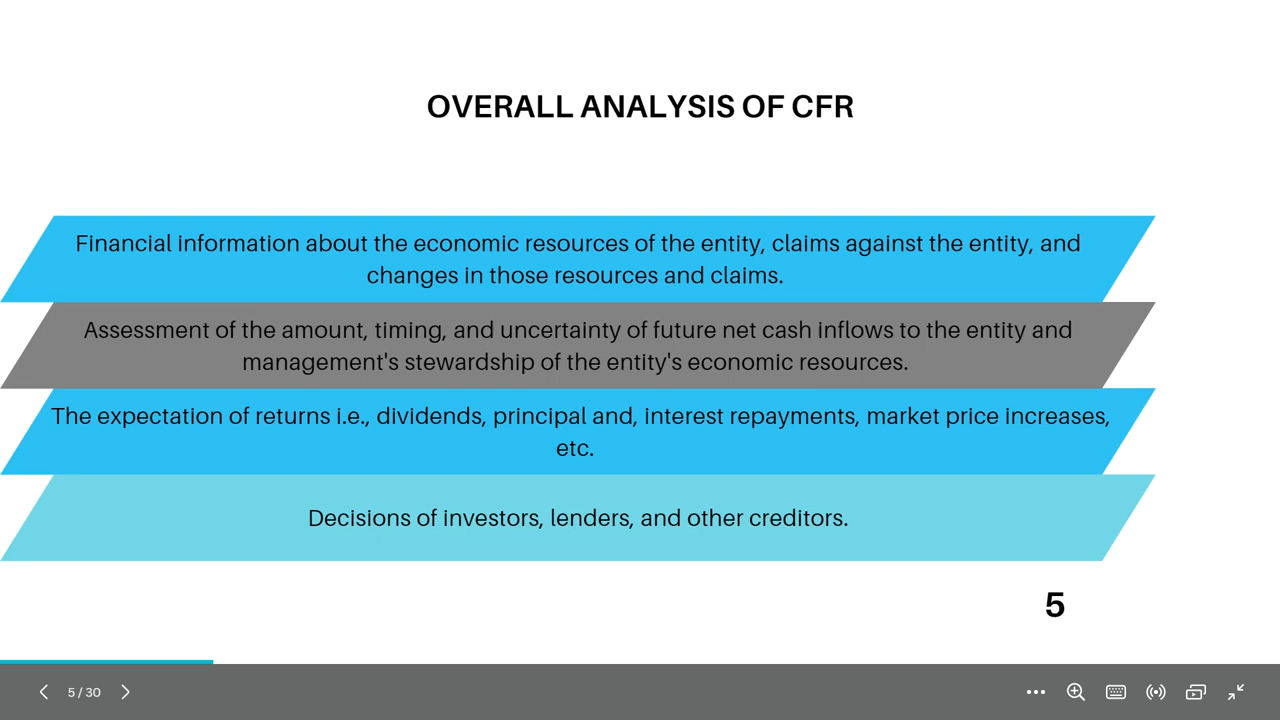 OVERALL ANALYSIS OF CFR
Financial information about the economic resources of the entity, claims against the entity, and
changes in those resources and claims.
Assessment of the amount, timing, and uncertainty of future net cash inflows to the entity and
management's stewardship of the entity's economic resources.
The expectation of returns i.e., dividends, principal and, interest repayments, market price increases,
etc.
Decisions of investors, lenders, and other creditors.
5
5 / 30